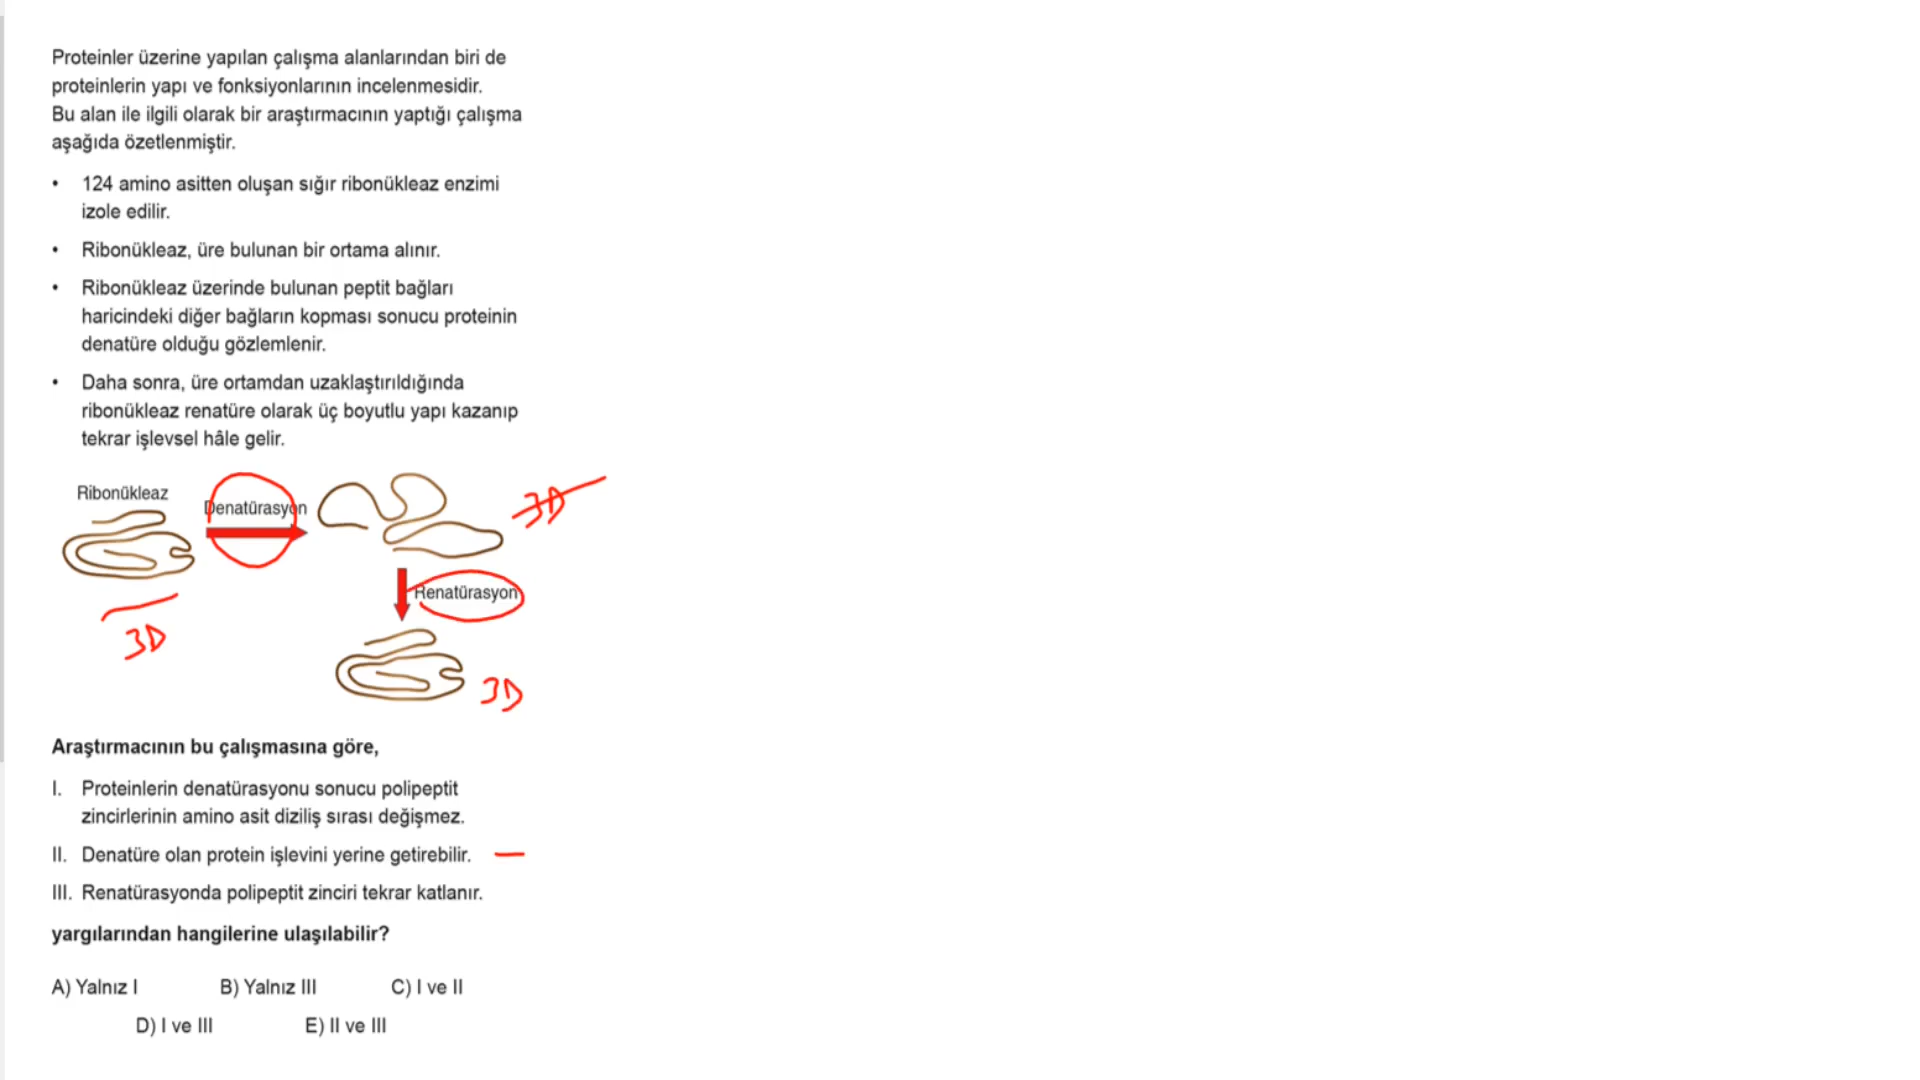 Proteinler üzerine yapılan çalışma alanlarından biri de
proteinlerin yapı ve fonksiyonlarının incelenmesidir.
Bu alan ile ilgili olarak bir araştırmacının yaptığı çalışma
aşağıda özetlenmiştir.
• 124 amino asitten oluşan sığır ribonükleaz enzimi
izole edilir.
• Ribonükleaz, üre bulunan bir ortama alınır.
• Ribonükleaz üzerinde bulunan peptit bağları
haricindeki diğer bağların kopması sonucu proteinin
denatüre olduğu gözlemlenir.
• Daha sonra, üre ortamdan uzaklaştırıldığında
ribonükleaz renatüre olarak üç boyutlu yapı kazanıp
tekrar işlevsel hâle gelir.
Ribonükleaz
Denatürasyon
3D
Renatürasyon
3D
3D
Araştırmacının bu çalışmasına göre,
I. Proteinlerin denatürasyonu sonucu polipeptit
zincirlerinin amino asit diziliş sırası değişmez.
II. Denatüre olan protein işlevini yerine getirebilir.
III. Renatürasyonda polipeptit zinciri tekrar katlanır.
yargılarından hangilerine ulaşılabilir?
A) Yalnız I B) Yalnız III C) I ve II
D) I ve III E) II ve III